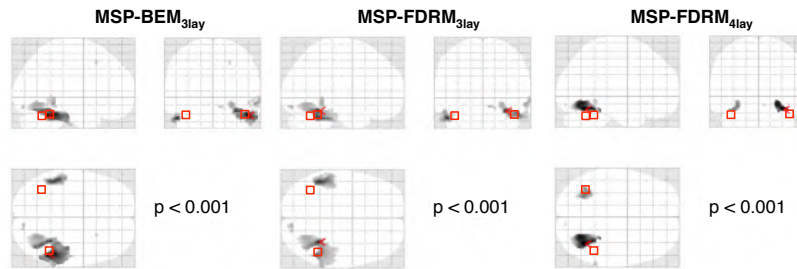 MSP-BEM3lay MSP-FDRM3lay MSP-FDRM4lay
p < 0.001 p < 0.001 p < 0.001